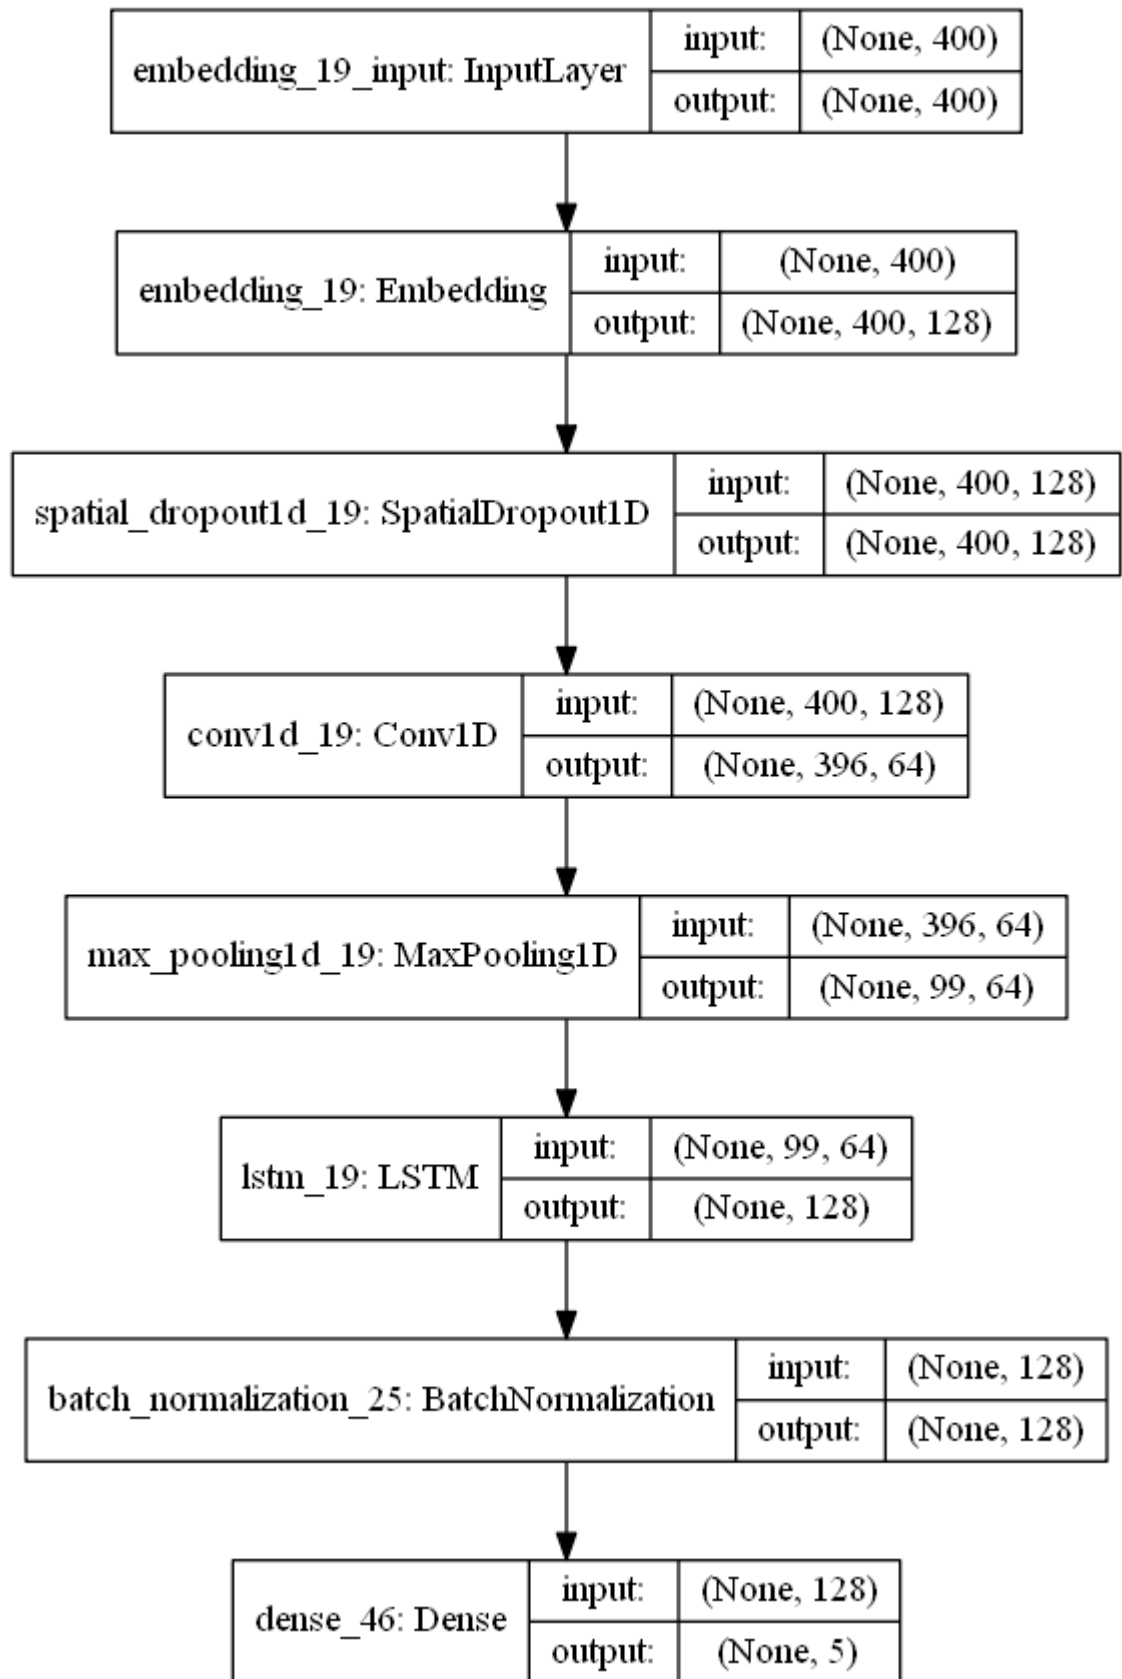 embedding_19_input: InputLayer
input: (None, 400)
output: (None, 400)
embedding_19: Embedding
input: (None, 400)
output: (None, 400, 128)
spatial_dropout1d_19: SpatialDropout1D
input: (None, 400, 128)
output: (None, 400, 128)
conv1d_19: Conv1D
input: (None, 400, 128)
output: (None, 396, 64)
max_pooling1d_19: MaxPooling1D
input: (None, 396, 64)
output: (None, 99, 64)
lstm_19: LSTM
input: (None, 99, 64)
output: (None, 128)
batch_normalization_25: BatchNormalization
input: (None, 128)
output: (None, 128)
dense_46: Dense
input: (None, 128)
output: (None, 5)